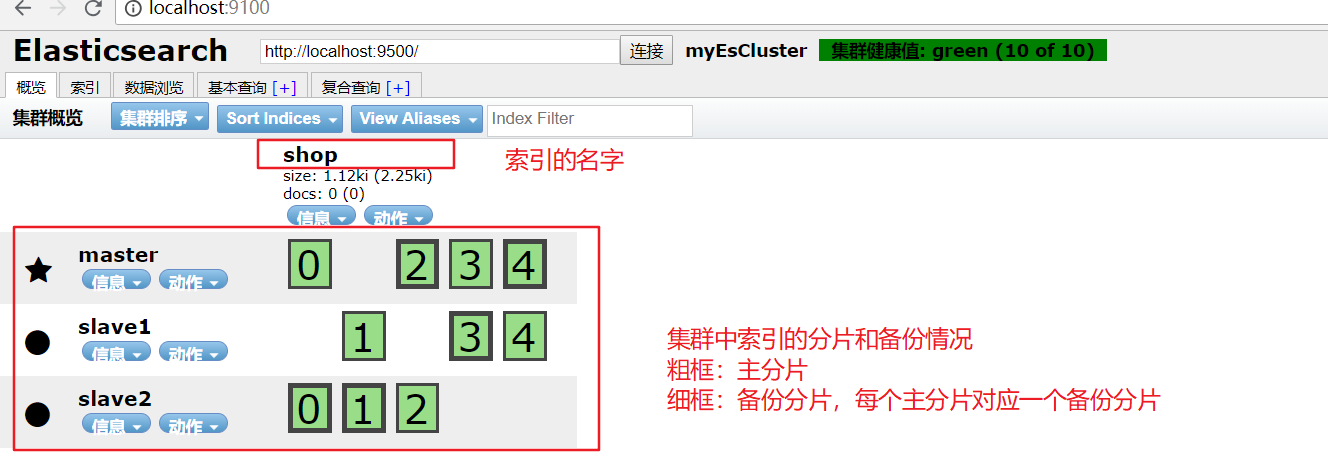 localhost:9100
Elasticsearch http://localhost:9500/ 连接 myEsCluster 集群健康值: green (10 of 10)
概览 索引 数据浏览 基本查询 [+] 复合查询 [+]
集群概览 集群排序 Sort Indices View Aliases Index Filter
shop 索引的名字
size: 1.12ki (2.25ki)
docs: 0 (0)
信息 动作
master 0 2 3 4
信息 动作
slave1 1 3 4
信息 动作
集群中索引的分片和备份情况
粗框：主分片
细框：备份分片，每个主分片对应一个备份分片
slave2 0 1 2
信息 动作